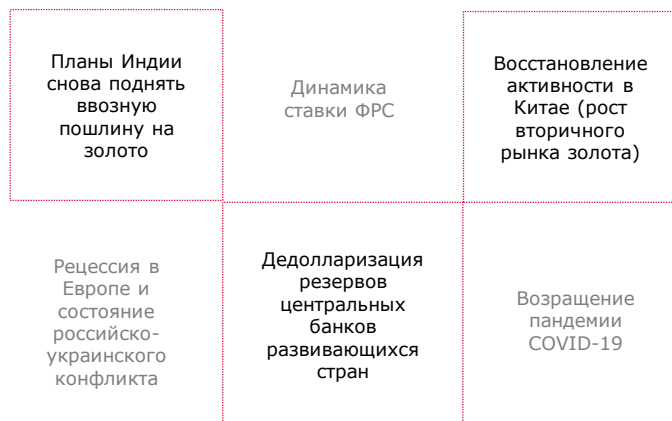 Планы Индии
снова поднять
ввозную
пошлину на
золото
Динамика
ставки ФРС
Восстановление
активности в
Китае (рост
вторичного
рынка золота)
Рецессия в
Европе и
состояние
российско-
украинского
конфликта
Дедолларизация
резервов
центральных
банков
развивающихся
стран
Возращение
пандемии
COVID-19